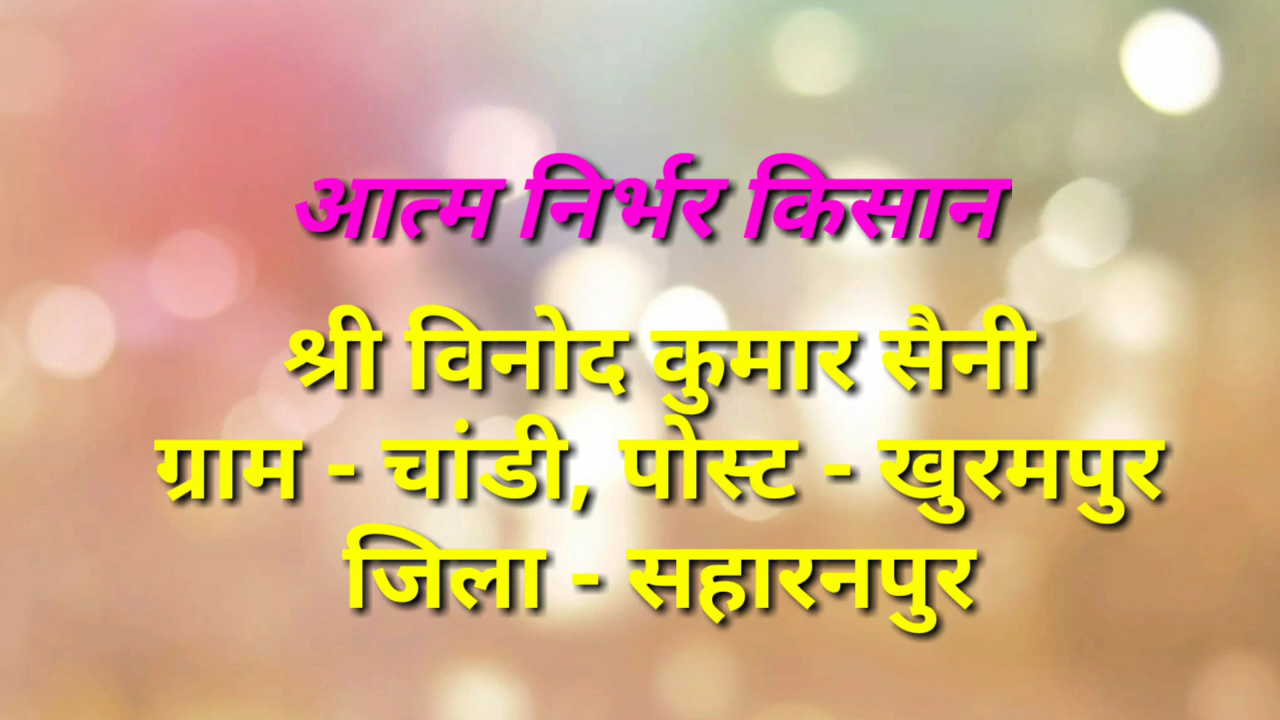 आत्म निर्भर किसान
श्री विनोद कुमार सैनी
ग्राम - चांडी, पोस्ट - खुरमपुर
जिला - सहारनपुर